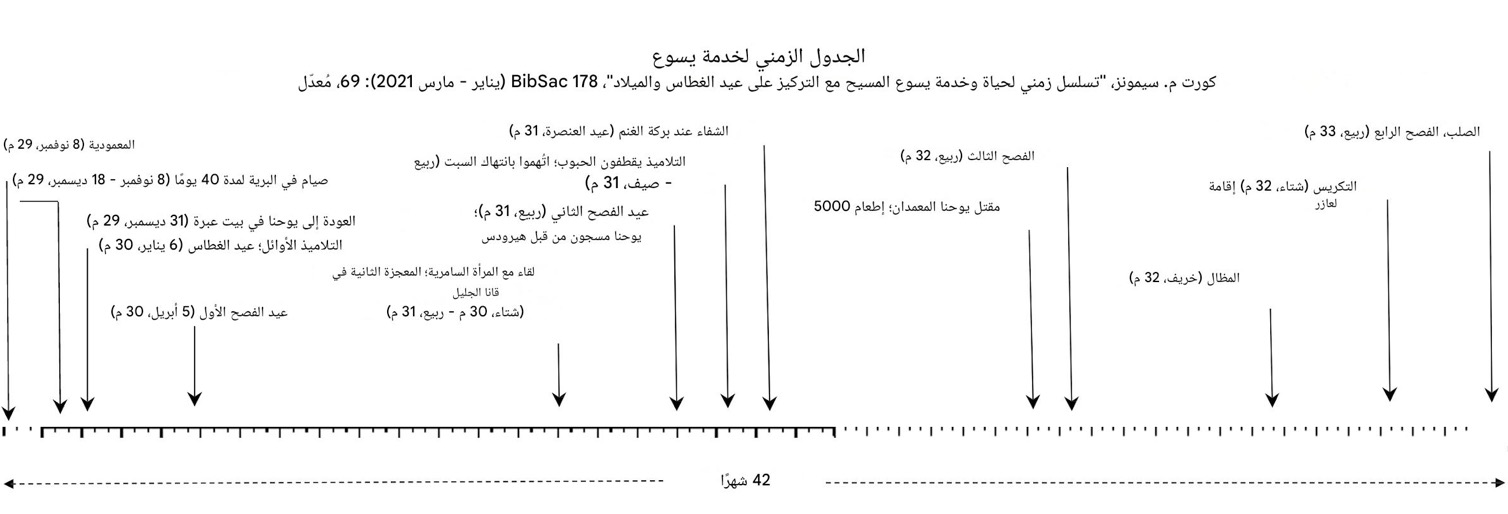 الجدول الزمني لخدمة يسوع
كورت م. سيمونز، "تسلسل زمني لحياة وخدمة يسوع المسيح مع التركيز على عيد الغطاس والميلاد"، BibSac 178 (يناير - مارس 2021): 69، مُعدّل
المعمودية (8 نوفمبر، 29 م)
صيام في البرية لمدة 40 يومًا (8 نوفمبر - 18 ديسمبر، 29 م)
العودة إلى يوحنا في بيت عبرة (31 ديسمبر، 29 م)
التلاميذ الأوائل؛ عيد الغطاس (6 يناير، 30 م)
عيد الفصح الأول (5 أبريل، 30 م)
لقاء مع المرأة السامرية؛ المعجزة الثانية في
قانا الجليل
(شتاء، 30 م - ربيع، 31 م)
عيد الفصح الثاني (ربيع، 31 م)؛
يوحنا مسجون من قبل هيرودس
التلاميذ يقطفون الحبوب؛ اتُهموا بانتهاك السبت (ربيع
- صيف، 31 م)
الشفاء عند بركة الغنم (عيد العنصرة، 31 م)
مقتل يوحنا المعمدان؛ إطعام 5000
الفصح الثالث (ربيع، 32 م)
المظال (خريف، 32 م)
التكريس (شتاء، 32 م) إقامة
لعازر
الصلب، الفصح الرابع (ربيع، 33 م)
42 شهرًا